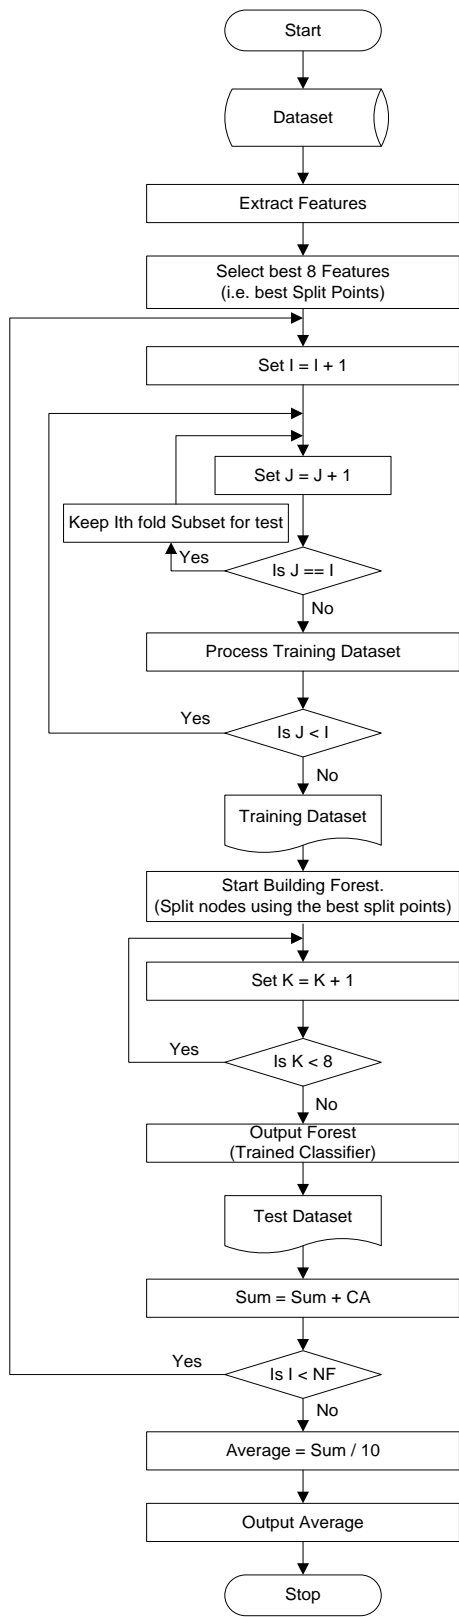 Start
Dataset
Extract Features
Select best 8 Features
(i.e. best Split Points)
Set I = I + 1
Set J = J + 1
Keep Ith fold Subset for test
Yes
Is J == I
No
Process Training Dataset
Yes
Is J < I
No
Training Dataset
Start Building Forest.
(Split nodes using the best split points)
Set K = K + 1
Yes
Is K < 8
No
Output Forest
(Trained Classifier)
Test Dataset
Sum = Sum + CA
Yes
Is I < NF
No
Average = Sum / 10
Output Average
Stop